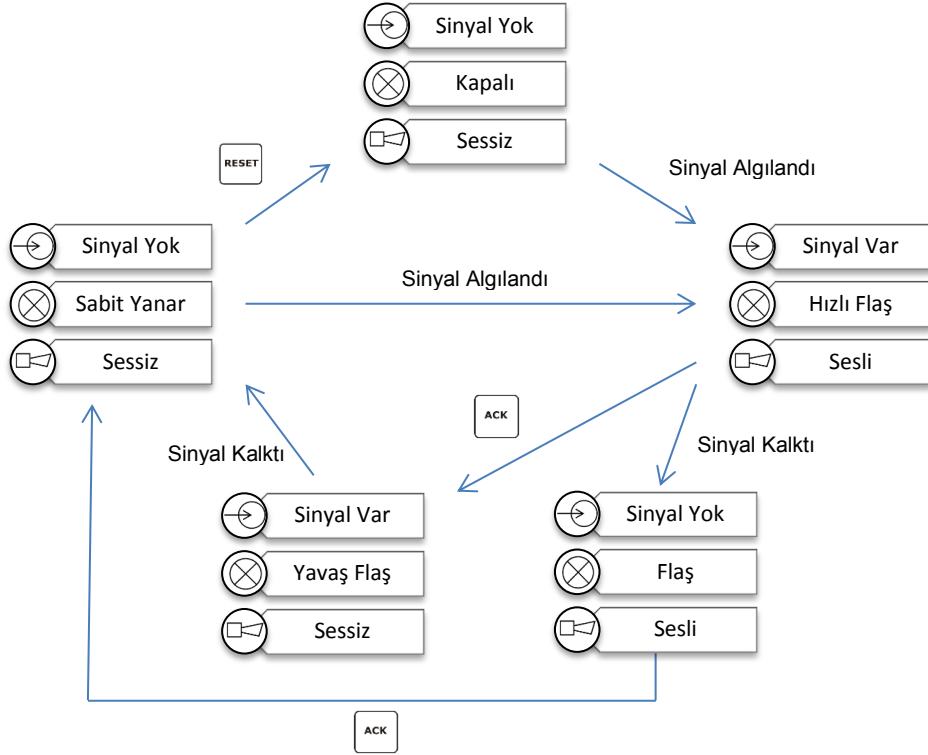 Sinyal Yok
Kapalı
Sessiz
RESET
Sinyal Algılandı
Sinyal Yok
Sabit Yanar
Sessiz
Sinyal Algılandı
Sinyal Var
Hızlı Flaş
Sesli
ACK
Sinyal Kalktı
Sinyal Kalktı
Sinyal Var
Yavaş Flaş
Sessiz
Sinyal Yok
Flaş
Sesli
ACK